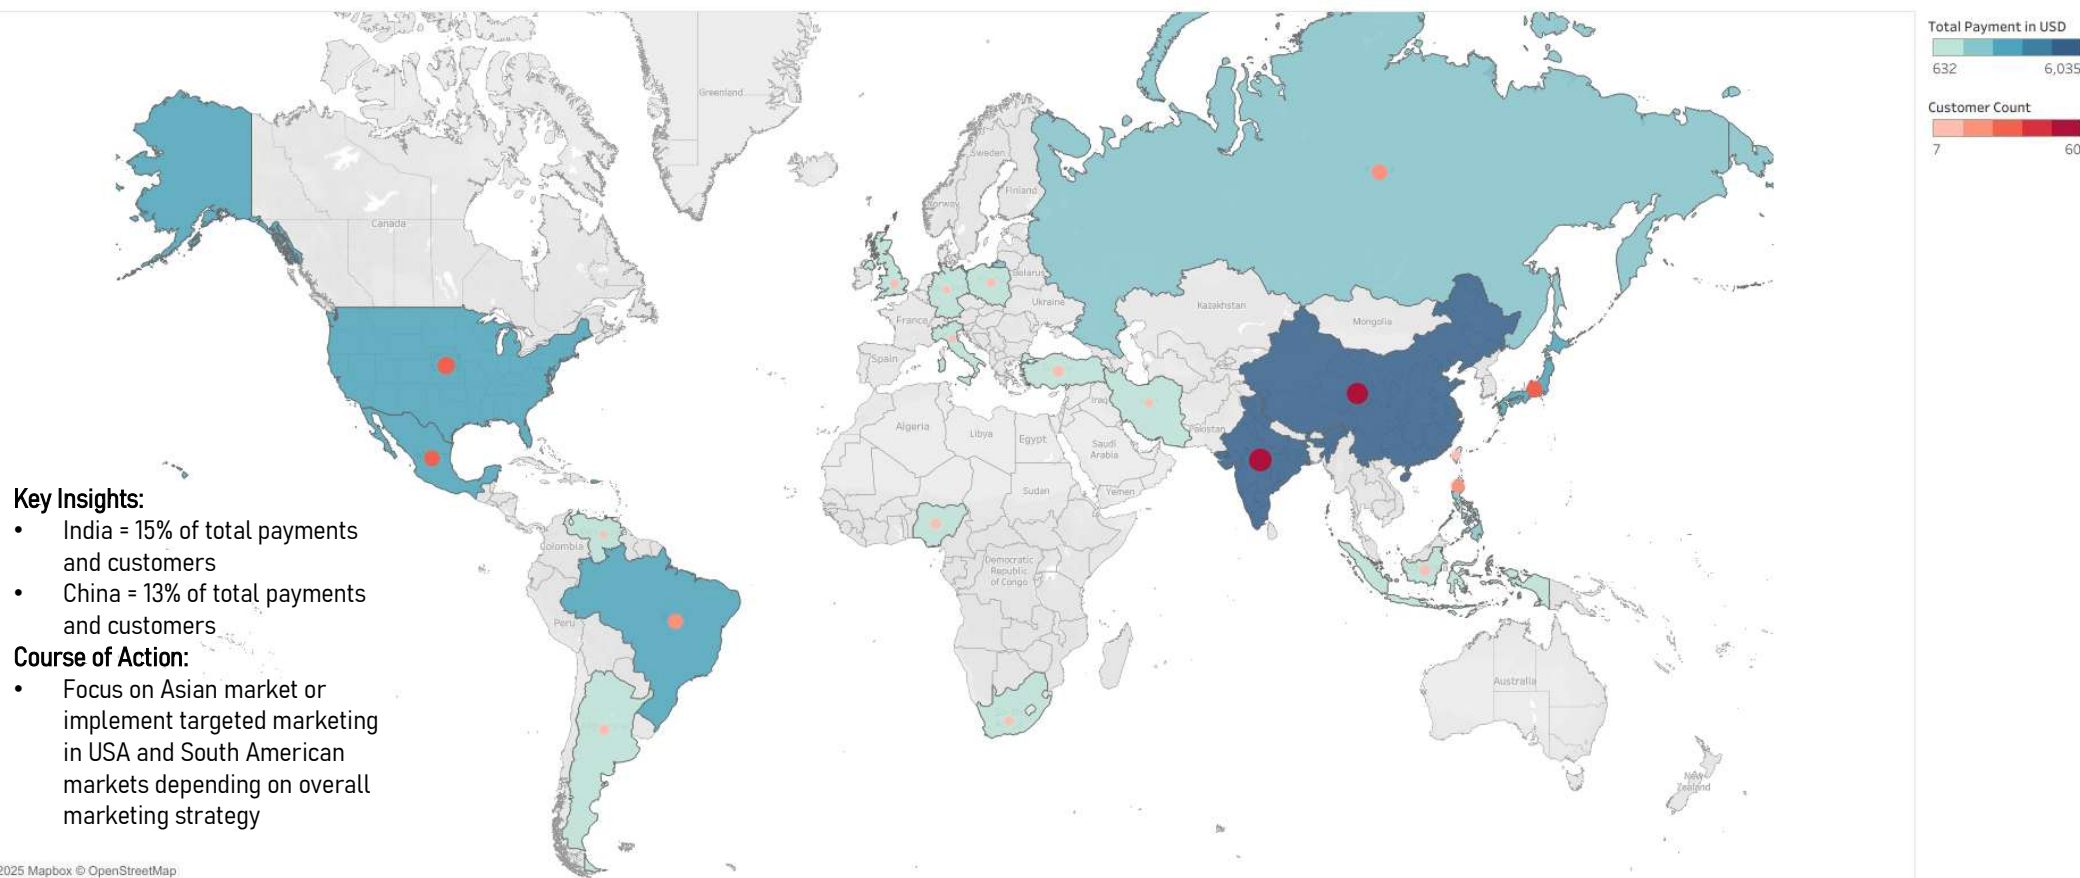 Total Payment in USD
632 6,035
Customer Count
7 60
Greenland
Sweden
Finland
Norway
Canada
Belarus
Ukraine
Kazakhstan
France
Mongolia
Spain
Iraq
Algeria
Libya
Egypt
Pakistan
Saudi
Arabia
Sudan
Yemen
Colombia
Democratic
Republic
of Congo
Peru
Australia
New
Zealand
Key Insights:
• India = 15% of total payments
and customers
• China = 13% of total payments
and customers
Course of Action:
• Focus on Asian market or
implement targeted marketing
in USA and South American
markets depending on overall
marketing strategy
2025 Mapbox © OpenStreetMap